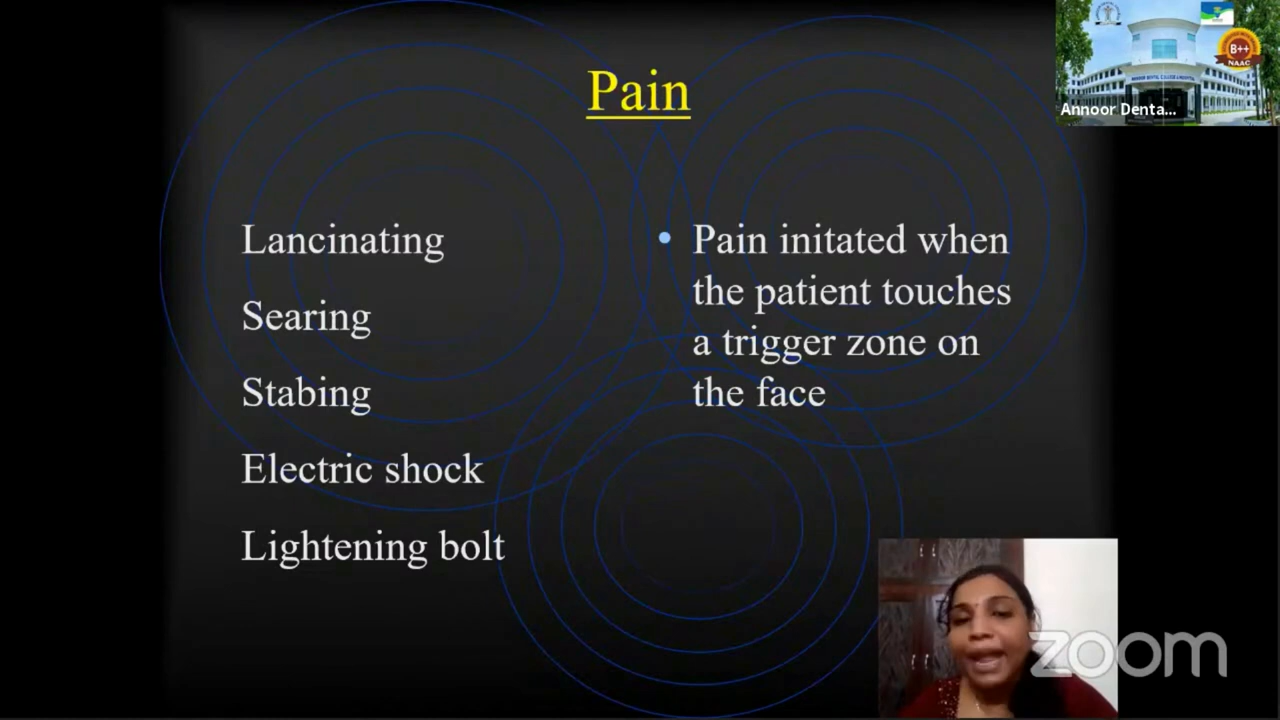 Pain
Lancinating
Searing
Stabing
Electric shock
Lightening bolt
Pain initated when
the patient touches
a trigger zone on
the face
B++
NAAC
Annoor Denta...
zoom